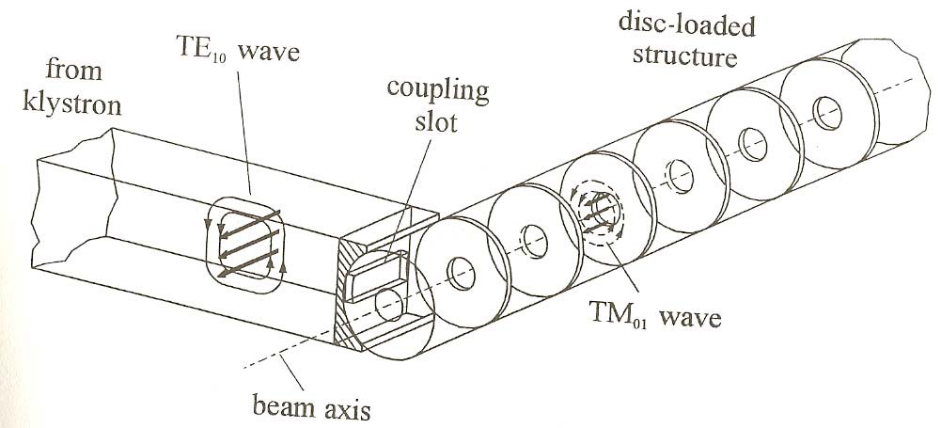 disc-loaded
structure
TE₁₀ wave
from
klystron
coupling
slot
TM₀₁ wave
beam axis